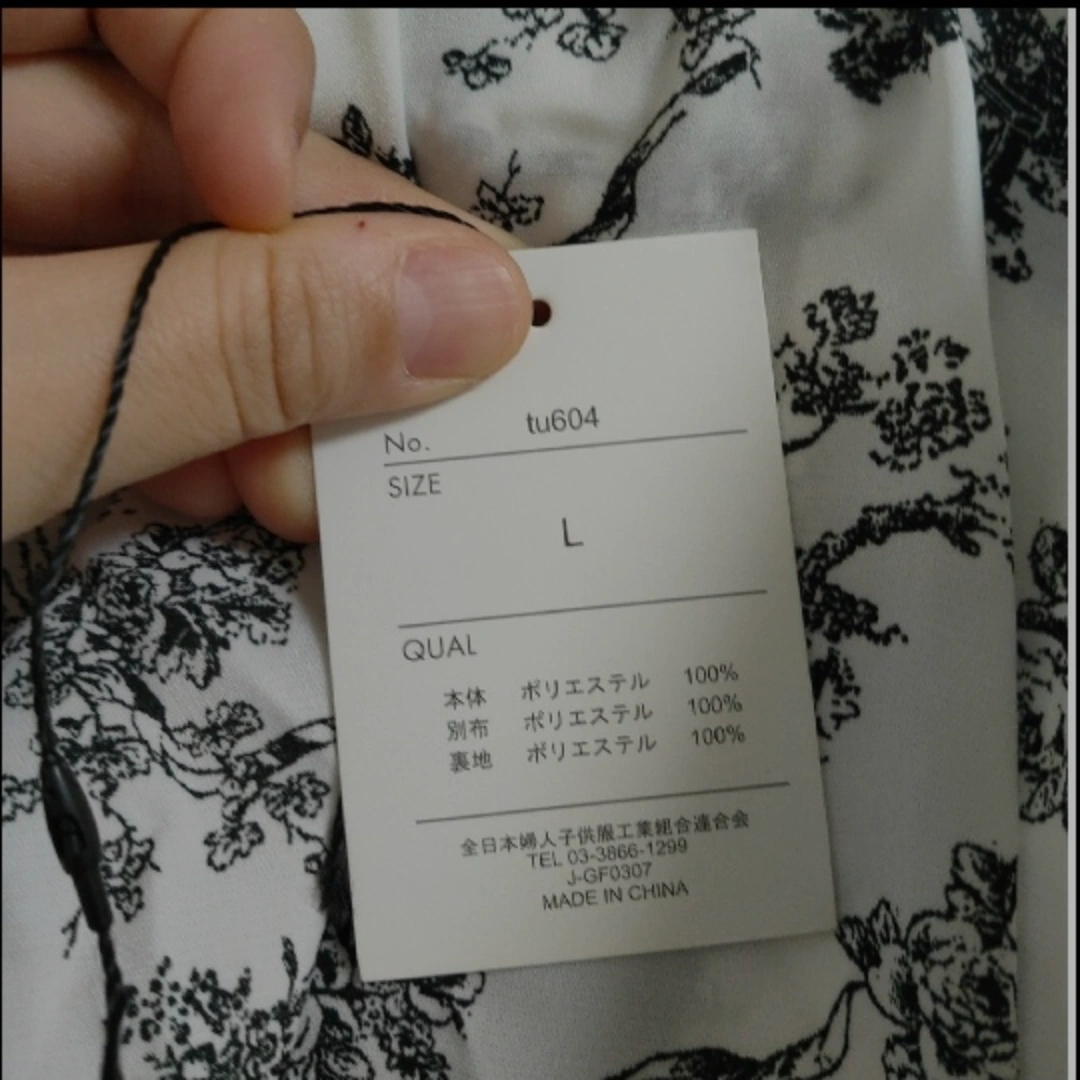 No. tu604
SIZE
L
QUAL
本体 ポリエステル 100%
別布 ポリエステル 100%
裏地 ポリエステル 100%
全日本婦人子供服工業組合連合会
TEL 03-3866-1299
J-GF0307
MADE IN CHINA